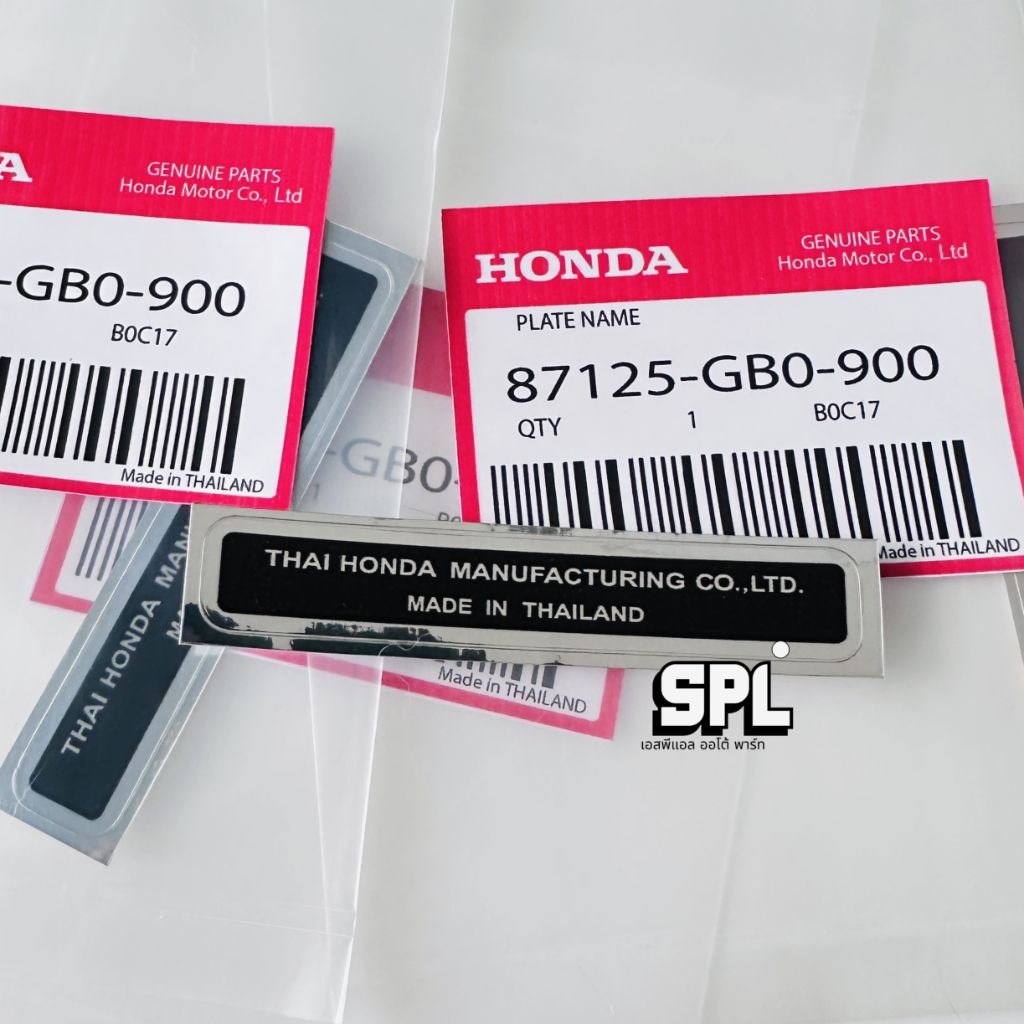 A
GENUINE PARTS
Honda Motor Co., Ltd
-GB0-900
B0C17
Made in THAILAND
HONDA
GENUINE PARTS
Honda Motor Co., Ltd
PLATE NAME
87125-GB0-900
QTY 1 B0C17
Made in THAILAND
-GB0-
1
THAI HONDA MANUFACTURING CO.,LTD.
MADE IN THAILAND
THAI HONDA MANU
Made in THAILAND
SPL
เอสพีแอล ออโต้ พาร์ท